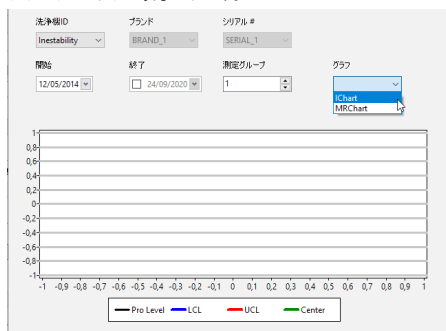 洗浄機ID ブランド シリアル #
Inestability BRAND_1 SERIAL_1
開始 終了 測定グループ グラフ
12/05/2014 24/09/2020 1
IChart
MRChart
1
0,8
0,6
0,4
0,2
0
-0,2
-0,4
-0,6
-0,8
-1
-1 -0,9 -0,8 -0,7 -0,6 -0,5 -0,4 -0,3 -0,2 -0,1 0 0,1 0,2 0,3 0,4 0,5 0,6 0,7 0,8 0,9 1
Pro Level LCL UCL Center